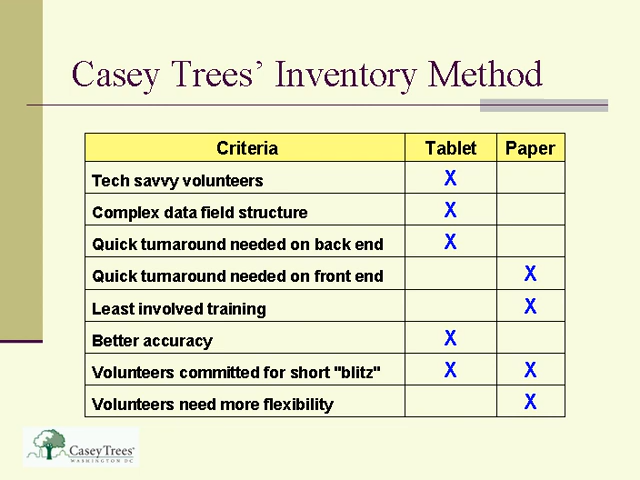 Casey Trees’ Inventory Method
Criteria Tablet Paper
Tech savvy volunteers X
Complex data field structure X
Quick turnaround needed on back end X
Quick turnaround needed on front end X
Least involved training X
Better accuracy X
Volunteers committed for short "blitz" X X
Volunteers need more flexibility X
Casey Trees
WASHINGTON DC